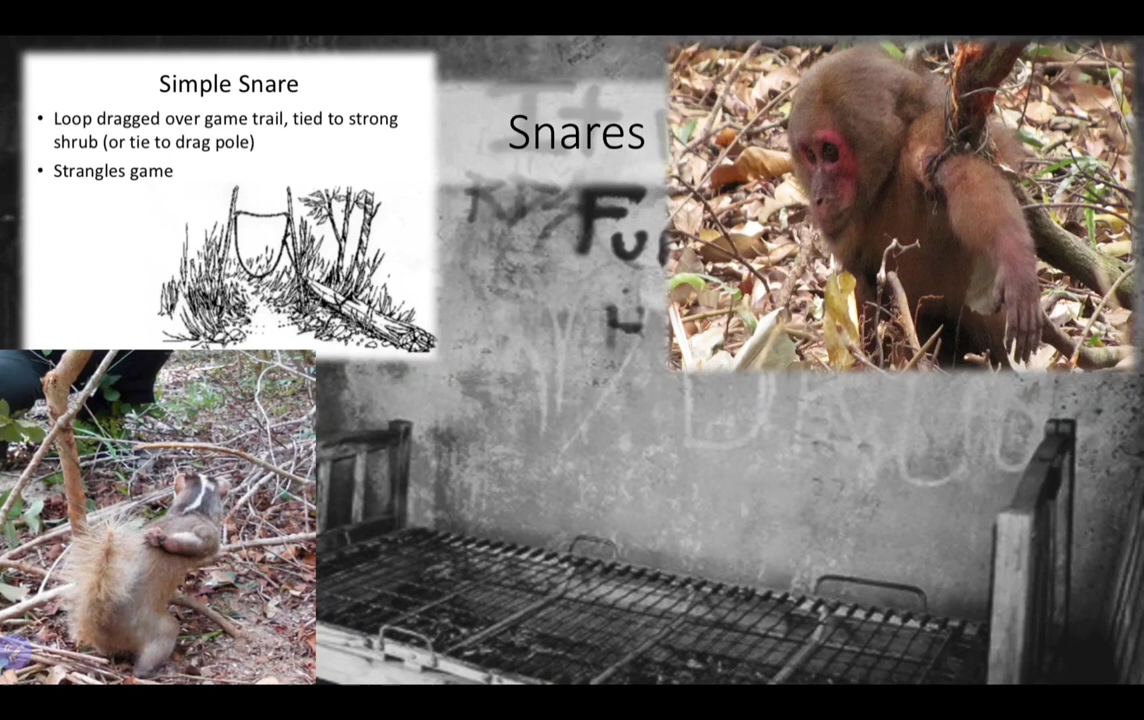 Simple Snare
• Loop dragged over game trail, tied to strong
shrub (or tie to drag pole)
• Strangles game
Snares